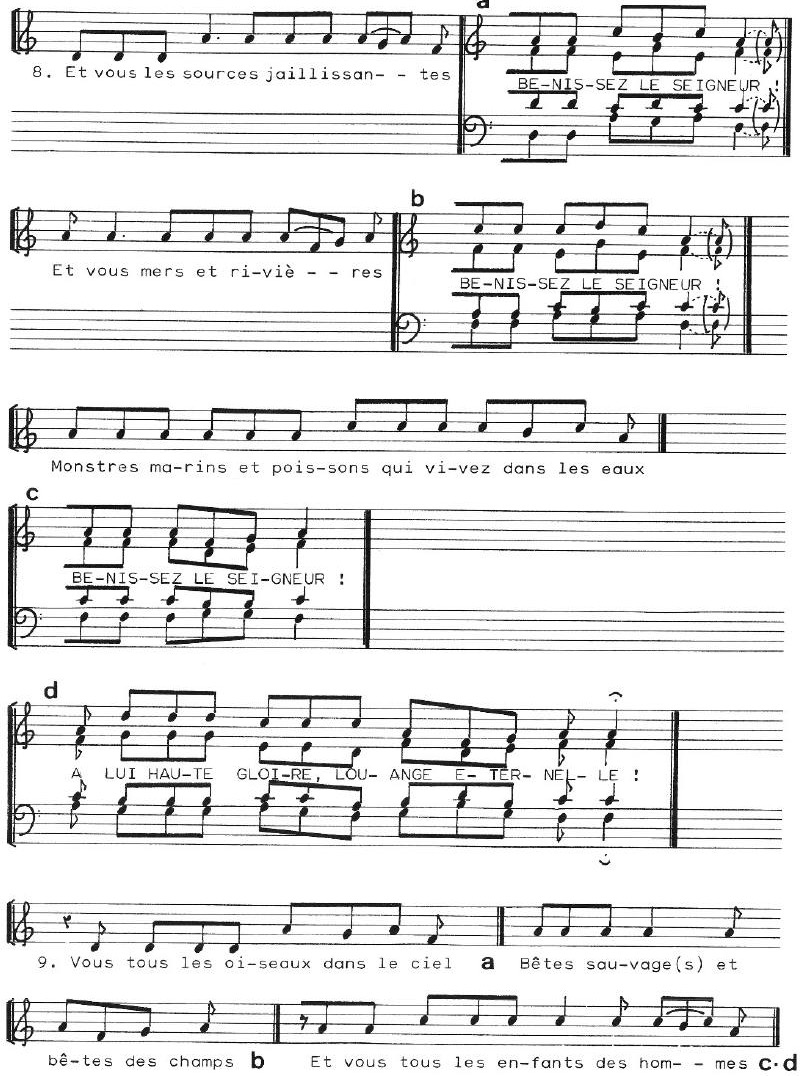 a
8. Et vous les sources jaillissan- - tes
BE-NIS-SEZ LE SEIGNEUR !
b
Et vous mers et ri-viè - - res
BE-NIS-SEZ LE SEIGNEUR !
Monstres ma-rins et pois-sons qui vi-vez dans les eaux
c
BE-NIS-SEZ LE SEI-GNEUR !
d
A LUI HAU-TE GLOI-RE, LOU- ANGE E- TER- NEL- LE !
9. Vous tous les oi-seaux dans le ciel a Bêtes sau-vage(s) et
bê-tes des champs b Et vous tous les en-fants des hom- - mes c·d